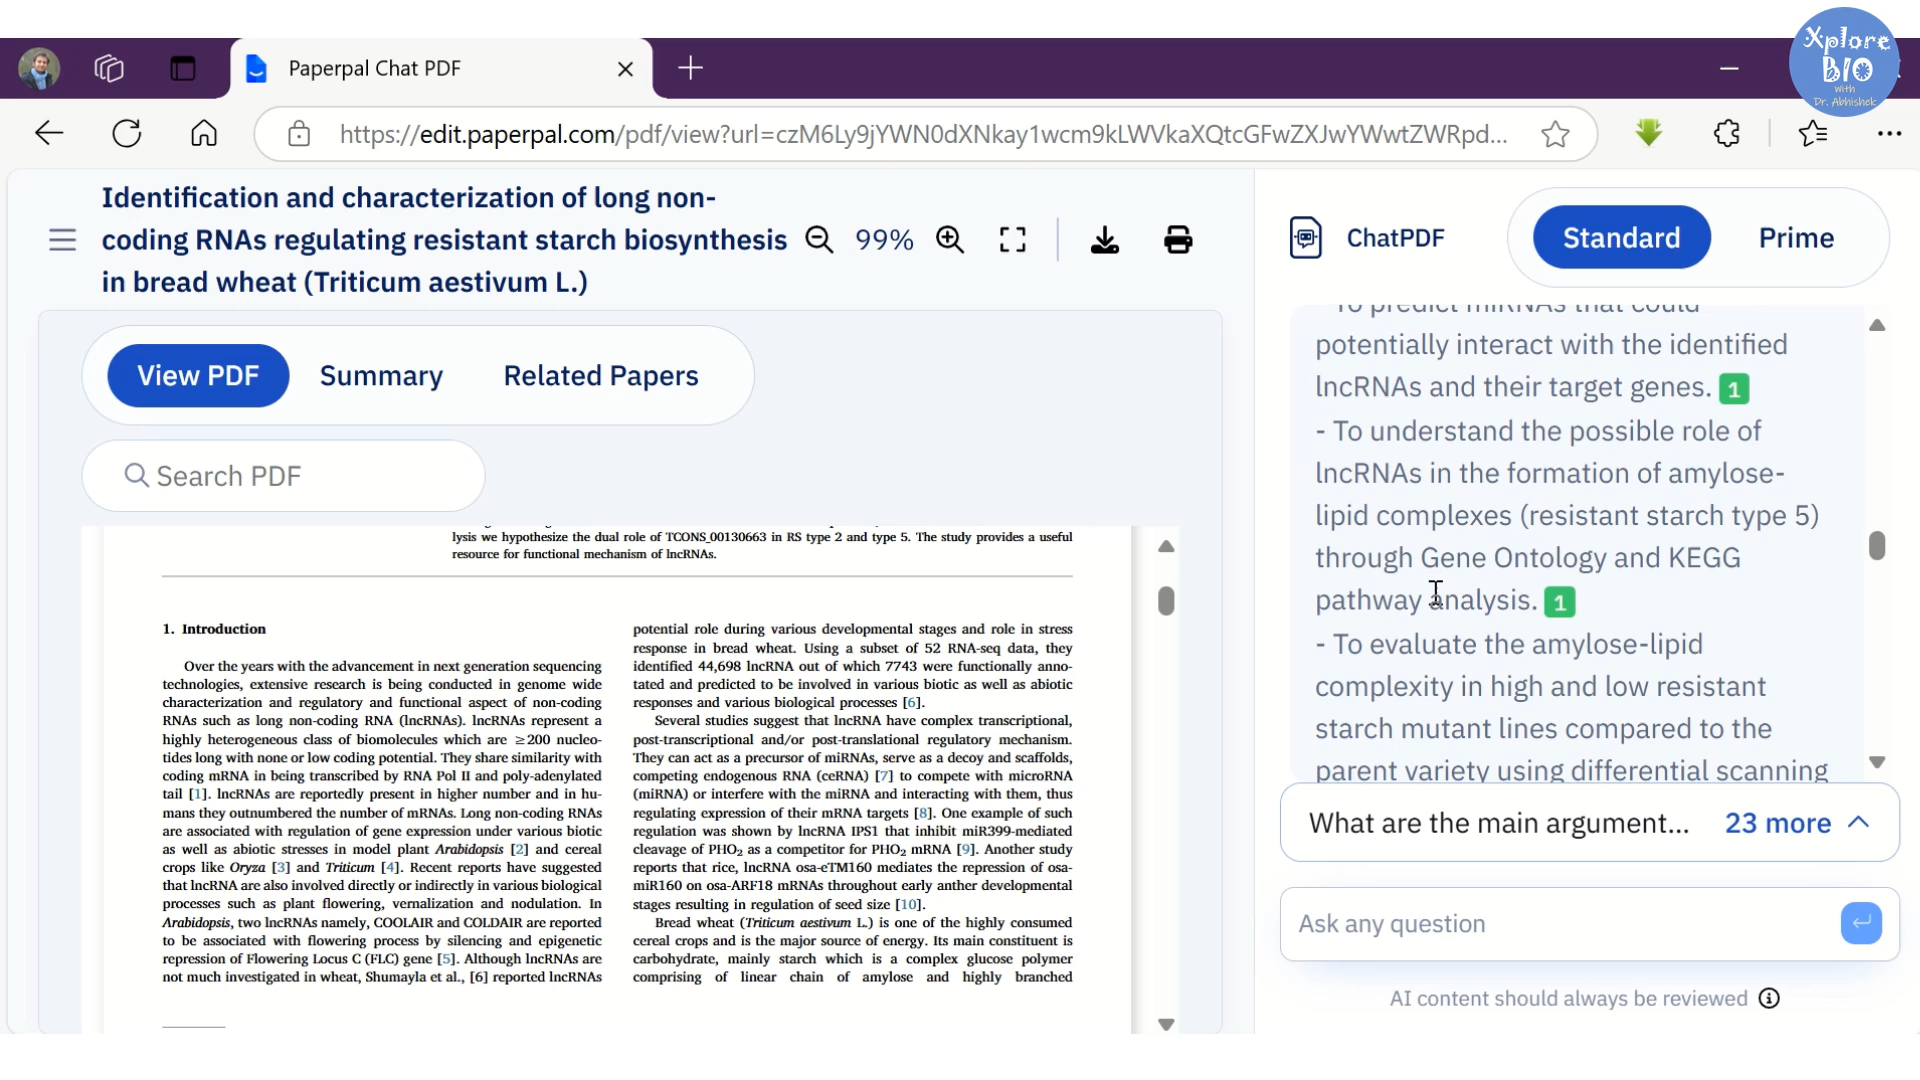 Xplore
BIO
with
Dr. Abhishek
Paperpal Chat PDF
https://edit.paperpal.com/pdf/view?url=czM6Ly9jYWN0dXNkay1wcm9kLWVkaXQtcGFwZXJwYWwtZWRpd...
Identification and characterization of long non-
coding RNAs regulating resistant starch biosynthesis
in bread wheat (Triticum aestivum L.)
99%
View PDF
Summary
Related Papers
Search PDF
lysis we hypothesize the dual role of TCONS_00130663 in RS type 2 and type 5. The study provides a useful
resource for functional mechanism of lncRNAs.
1. Introduction
Over the years with the advancement in next generation sequencing
technologies, extensive research is being conducted in genome wide
characterization and regulatory and functional aspect of non-coding
RNAs such as long non-coding RNA (lncRNAs). lncRNAs represent a
highly heterogeneous class of biomolecules which are ≥200 nucleo-
tides long with none or low coding potential. They share similarity with
coding mRNA in being transcribed by RNA Pol II and poly-adenylated
tail [1]. lncRNAs are reportedly present in higher number and in hu-
mans they outnumbered the number of mRNAs. Long non-coding RNAs
are associated with regulation of gene expression under various biotic
as well as abiotic stresses in model plant Arabidopsis [2] and cereal
crops like Oryza [3] and Triticum [4]. Recent reports have suggested
that lncRNA are also involved directly or indirectly in various biological
processes such as plant flowering, vernalization and nodulation. In
Arabidopsis, two lncRNAs namely, COOLAIR and COLDAIR are reported
to be associated with flowering process by silencing and epigenetic
repression of Flowering Locus C (FLC) gene [5]. Although lncRNAs are
not much investigated in wheat, Shumayla et al., [6] reported lncRNAs
potential role during various developmental stages and role in stress
response in bread wheat. Using a subset of 52 RNA-seq data, they
identified 44,698 lncRNA out of which 7743 were functionally anno-
tated and predicted to be involved in various biotic as well as abiotic
responses and various biological processes [6].
Several studies suggest that lncRNA have complex transcriptional,
post-transcriptional and/or post-translational regulatory mechanism.
They can act as a precursor of miRNAs, serve as a decoy and scaffolds,
competing endogenous RNA (ceRNA) [7] to compete with microRNA
(miRNA) or interfere with the miRNA and interacting with them, thus
regulating expression of their mRNA targets [8]. One example of such
regulation was shown by lncRNA IPS1 that inhibit miR399-mediated
cleavage of PHO₂ as a competitor for PHO₂ mRNA [9]. Another study
reports that rice, lncRNA osa-eTM160 mediates the repression of osa-
miR160 on osa-ARF18 mRNAs throughout early anther developmental
stages resulting in regulation of seed size [10].
Bread wheat (Triticum aestivum L.) is one of the highly consumed
cereal crops and is the major source of energy. Its main constituent is
carbohydrate, mainly starch which is a complex glucose polymer
comprising of linear chain of amylose and highly branched
ChatPDF
Standard
Prime
To predict miRNAs that could
potentially interact with the identified
lncRNAs and their target genes. 1
- To understand the possible role of
lncRNAs in the formation of amylose-
lipid complexes (resistant starch type 5)
through Gene Ontology and KEGG
pathway analysis. 1
- To evaluate the amylose-lipid
complexity in high and low resistant
starch mutant lines compared to the
parent variety using differential scanning
What are the main argument... 23 more
Ask any question
AI content should always be reviewed